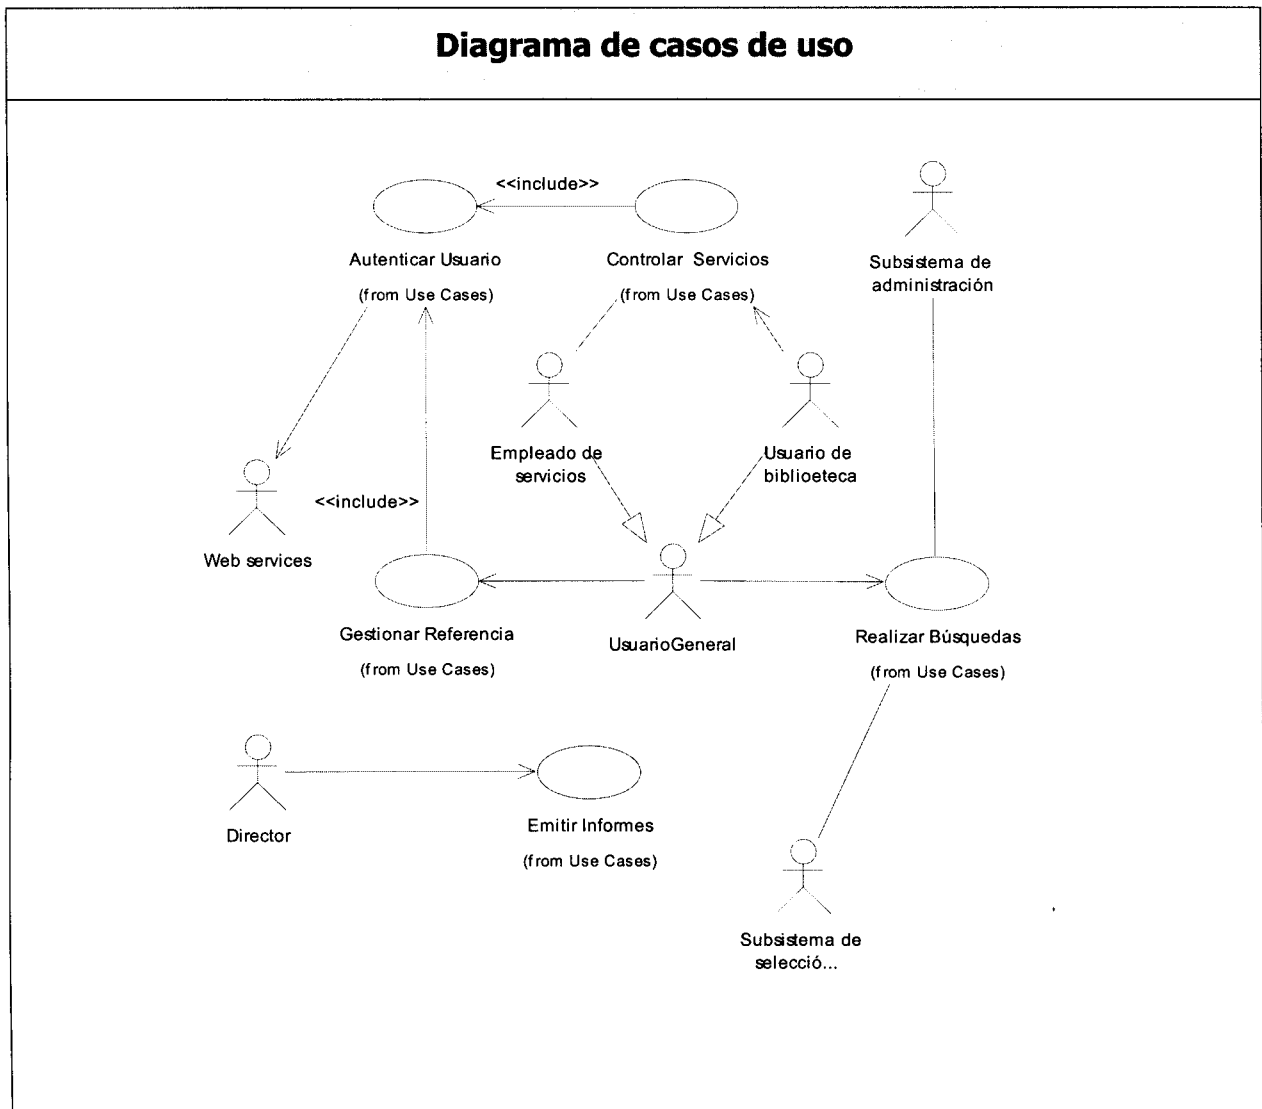 Diagrama de casos de uso
<<include>>
Autenticar Usuario
(from Use Cases)
Controlar Servicios
(from Use Cases)
Subsistema de
administración
Empleado de
servicios
Usuario de
biblioeteca
<<include>>
Web services
Gestionar Referencia
(from Use Cases)
UsuarioGeneral
Realizar Búsquedas
(from Use Cases)
Director
Emitir Informes
(from Use Cases)
Subsistema de
selecció...